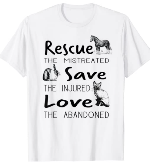 Rescue
THE MISTREATED
Save
THE INJURED
Love
THE ABANDONED